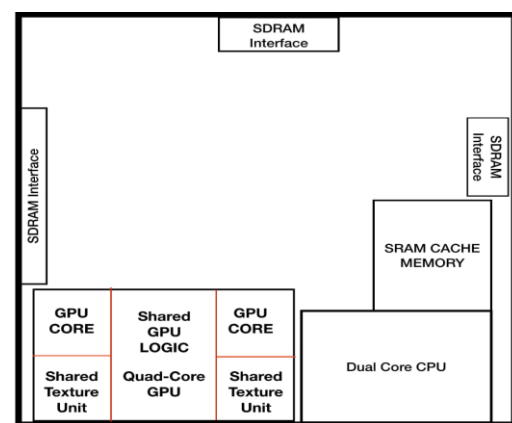 SDRAM
Interface
SDRAM Interface
SDRAM
Interface
SRAM CACHE
MEMORY
GPU
CORE
Shared
GPU
LOGIC
GPU
CORE
Shared
Texture
Unit
Quad-Core
GPU
Shared
Texture
Unit
Dual Core CPU